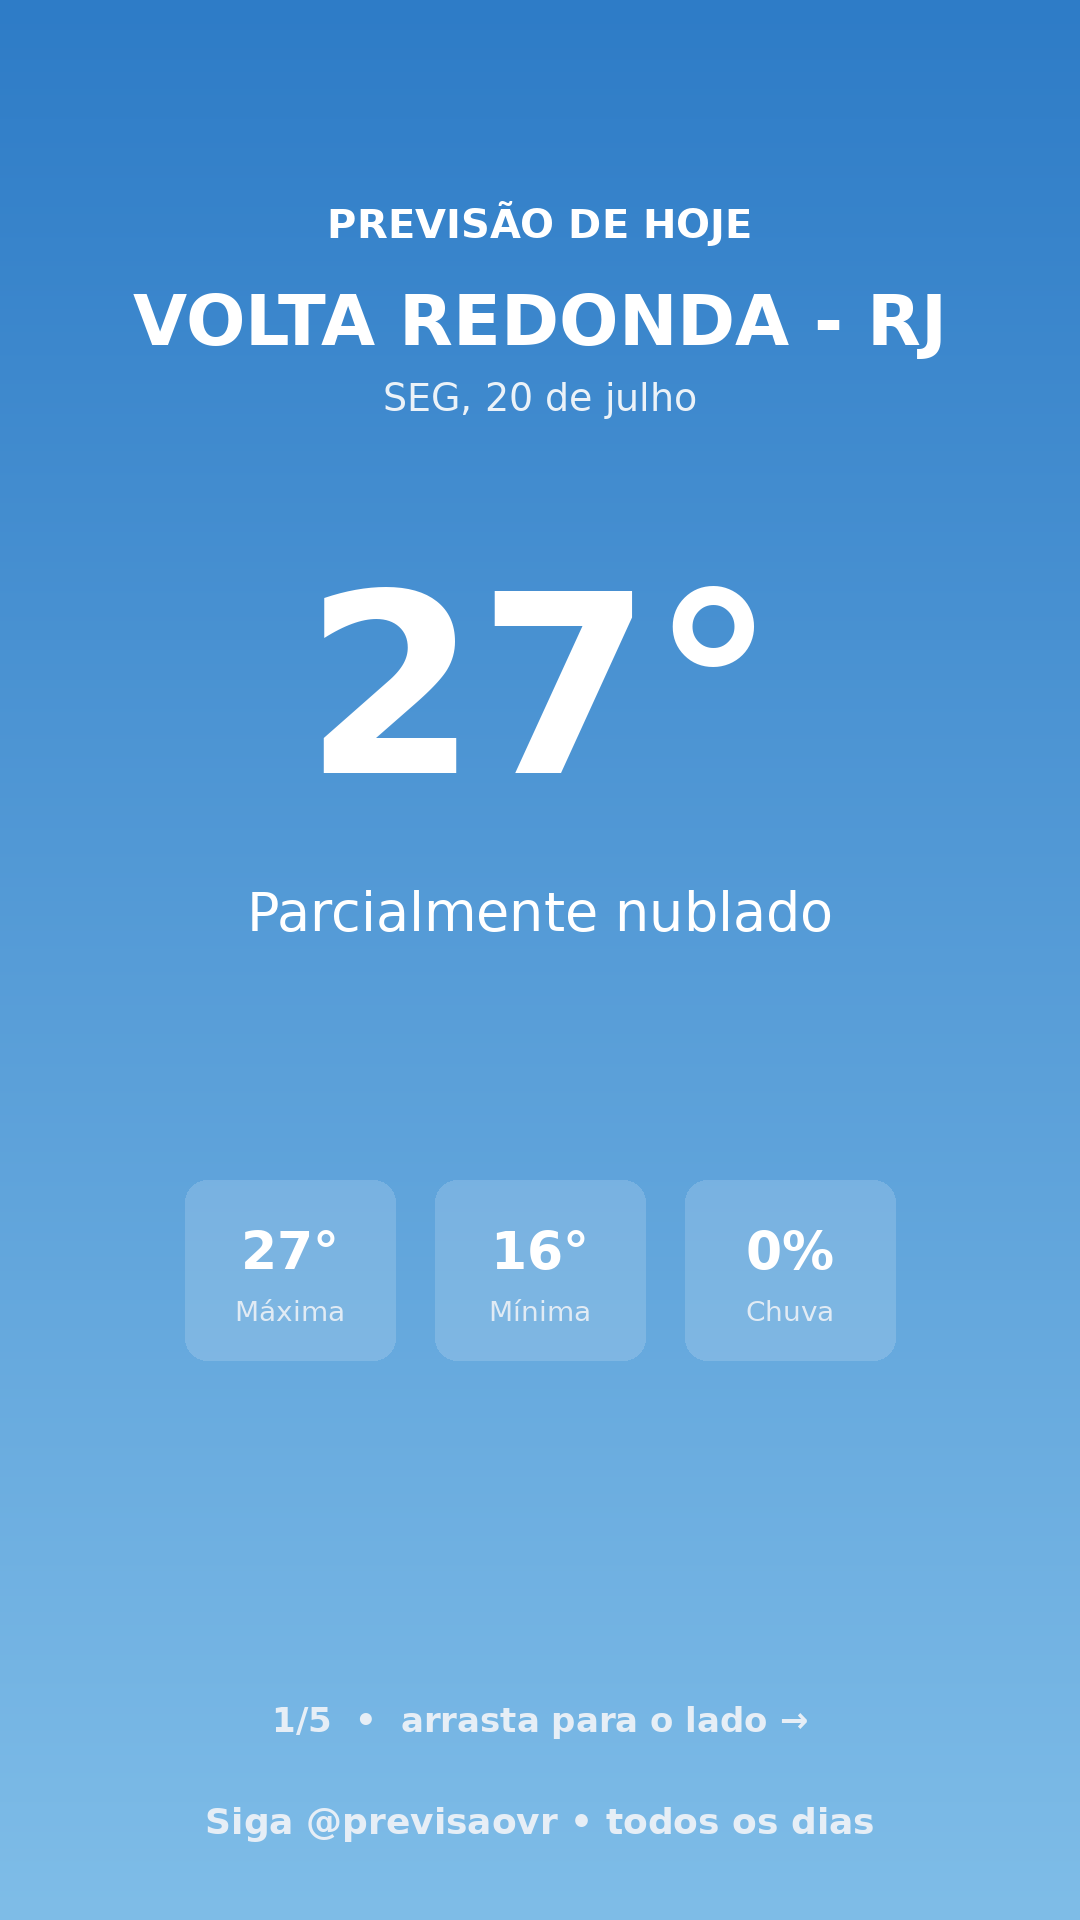 PREVISÃO DE HOJE
VOLTA REDONDA - RJ
SEG, 20 de julho
27°
Parcialmente nublado
27° 16° 0%
Máxima Mínima Chuva
1/5 • arrasta para o lado →
Siga @previsaovr • todos os dias